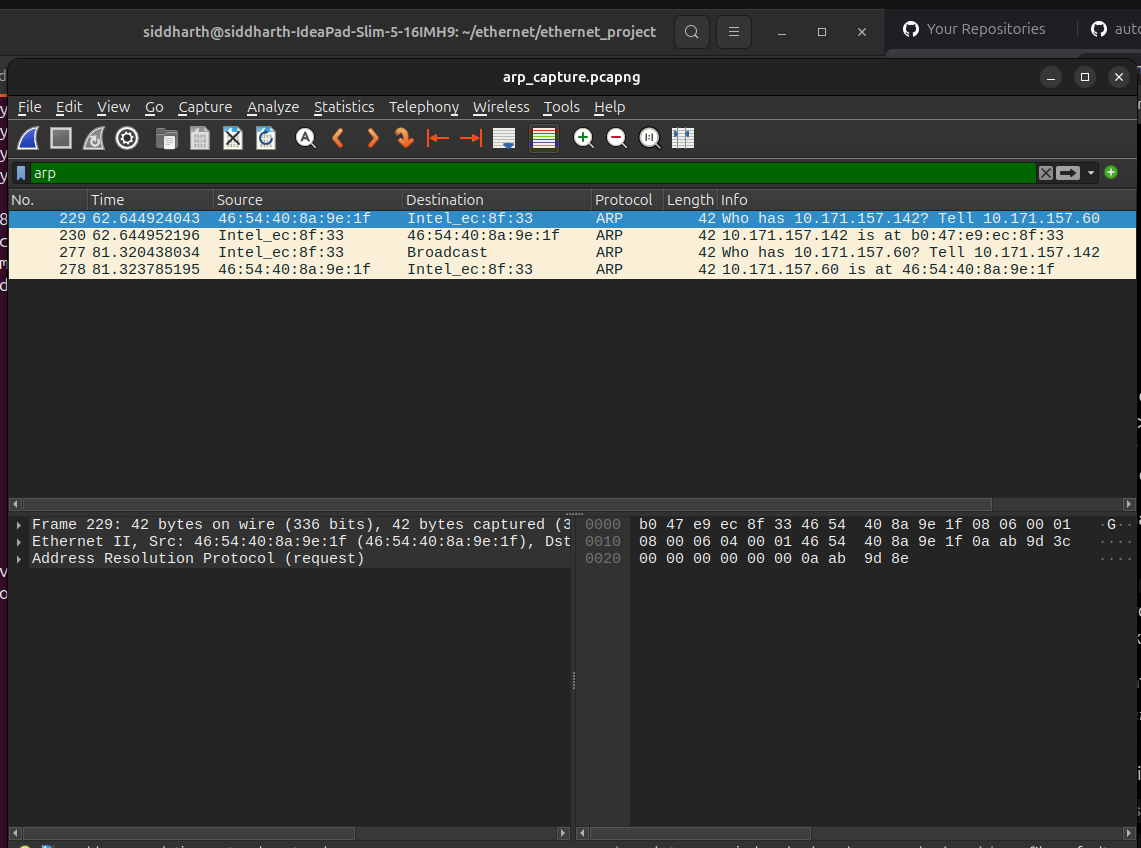 siddharth@siddharth-IdeaPad-Slim-5-16IMH9: ~/ethernet/ethernet_project
Your Repositories
arp_capture.pcapng
File Edit View Go Capture Analyze Statistics Telephony Wireless Tools Help
arp
No. Time Source Destination Protocol Length Info
229 62.644924043 46:54:40:8a:9e:1f Intel_ec:8f:33 ARP 42 Who has 10.171.157.142? Tell 10.171.157.60
230 62.644952196 Intel_ec:8f:33 46:54:40:8a:9e:1f ARP 42 10.171.157.142 is at b0:47:e9:ec:8f:33
277 81.320438034 Intel_ec:8f:33 Broadcast ARP 42 Who has 10.171.157.60? Tell 10.171.157.142
278 81.323785195 46:54:40:8a:9e:1f Intel_ec:8f:33 ARP 42 10.171.157.60 is at 46:54:40:8a:9e:1f
Frame 229: 42 bytes on wire (336 bits), 42 bytes captured (3
Ethernet II, Src: 46:54:40:8a:9e:1f (46:54:40:8a:9e:1f), Dst
Address Resolution Protocol (request)
0000 b0 47 e9 ec 8f 33 46 54 40 8a 9e 1f 08 06 00 01 ·G··
0010 08 00 06 04 00 01 46 54 40 8a 9e 1f 0a ab 9d 3c ····
0020 00 00 00 00 00 00 0a ab 9d 8e ····